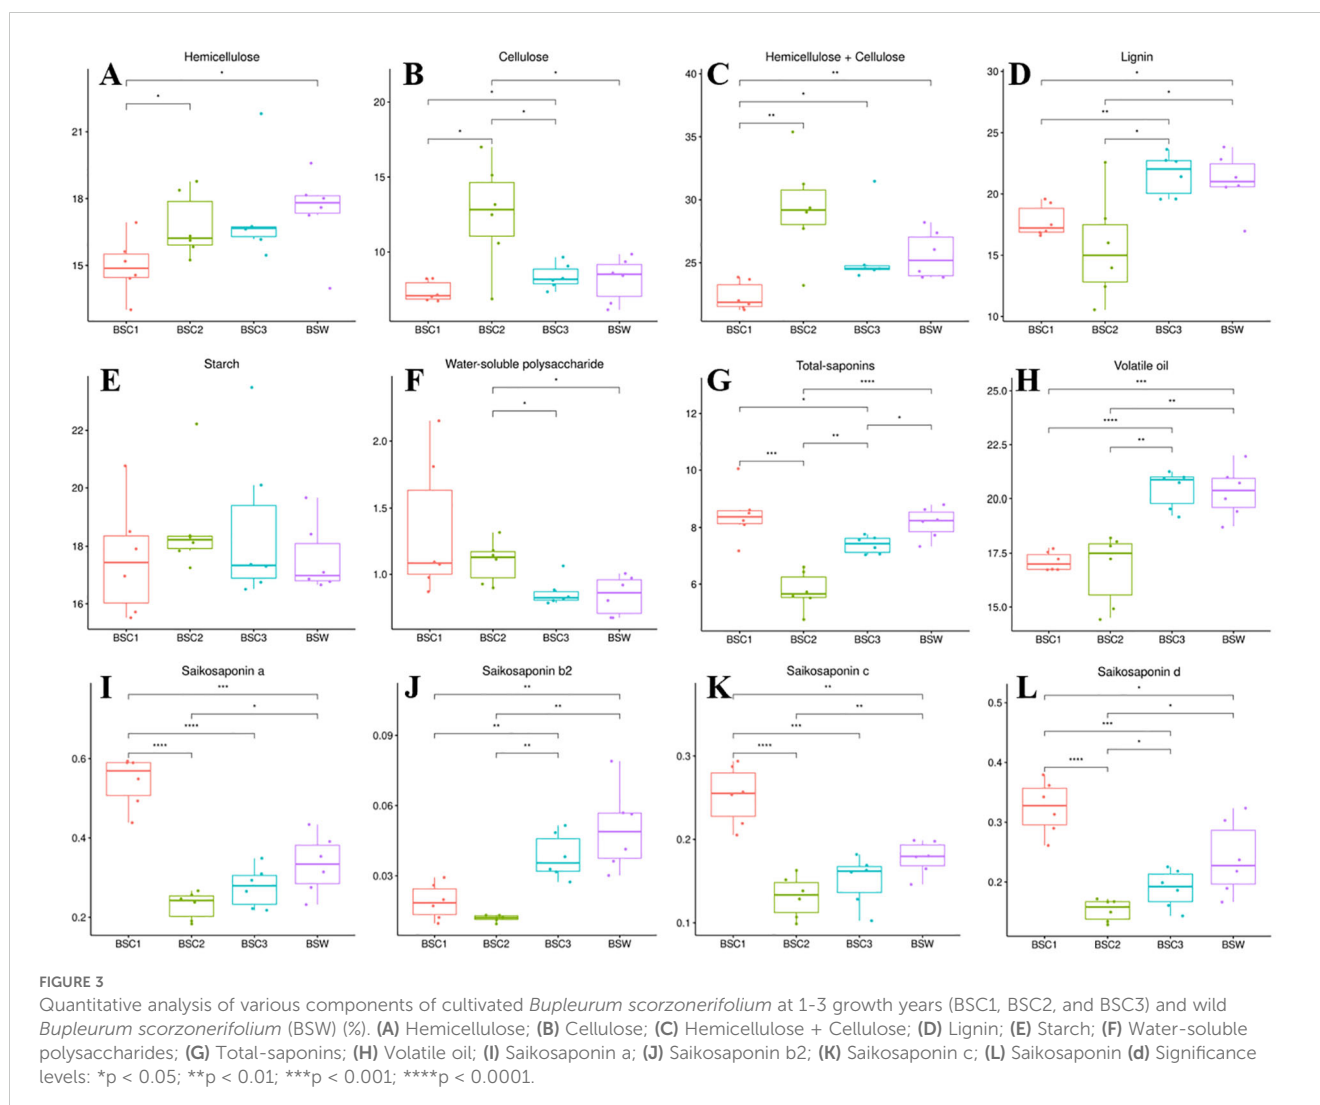 A
Hemicellulose
*
*
21
18
15
BSC1 BSC2 BSC3 BSW
B
Cellulose
*
*
*
*
20
15
10
BSC1 BSC2 BSC3 BSW
C
Hemicellulose + Cellulose
**
*
**
40
35
30
25
BSC1 BSC2 BSC3 BSW
D
Lignin
*
*
**
*
30
25
20
15
10
BSC1 BSC2 BSC3 BSW
E
Starch
22
20
18
16
BSC1 BSC2 BSC3 BSW
F
Water-soluble polysaccharide
*
*
2.0
1.5
1.0
BSC1 BSC2 BSC3 BSW
G
Total-saponins
****
*
*
**
***
12
10
8
6
BSC1 BSC2 BSC3 BSW
H
Volatile oil
***
**
****
**
25.0
22.5
20.0
17.5
15.0
BSC1 BSC2 BSC3 BSW
I
Saikosaponin a
***
*
****
****
0.6
0.4
0.2
BSC1 BSC2 BSC3 BSW
J
Saikosaponin b2
**
**
**
**
0.09
0.06
0.03
BSC1 BSC2 BSC3 BSW
K
Saikosaponin c
**
**
***
****
0.3
0.2
0.1
BSC1 BSC2 BSC3 BSW
L
Saikosaponin d
*
*
***
*
****
0.5
0.4
0.3
0.2
BSC1 BSC2 BSC3 BSW
FIGURE 3
Quantitative analysis of various components of cultivated Bupleurum scorzonerifolium at 1-3 growth years (BSC1, BSC2, and BSC3) and wild
Bupleurum scorzonerifolium (BSW) (%). (A) Hemicellulose; (B) Cellulose; (C) Hemicellulose + Cellulose; (D) Lignin; (E) Starch; (F) Water-soluble
polysaccharides; (G) Total-saponins; (H) Volatile oil; (I) Saikosaponin a; (J) Saikosaponin b2; (K) Saikosaponin c; (L) Saikosaponin (d) Significance
levels: *p < 0.05; **p < 0.01; ***p < 0.001; ****p < 0.0001.